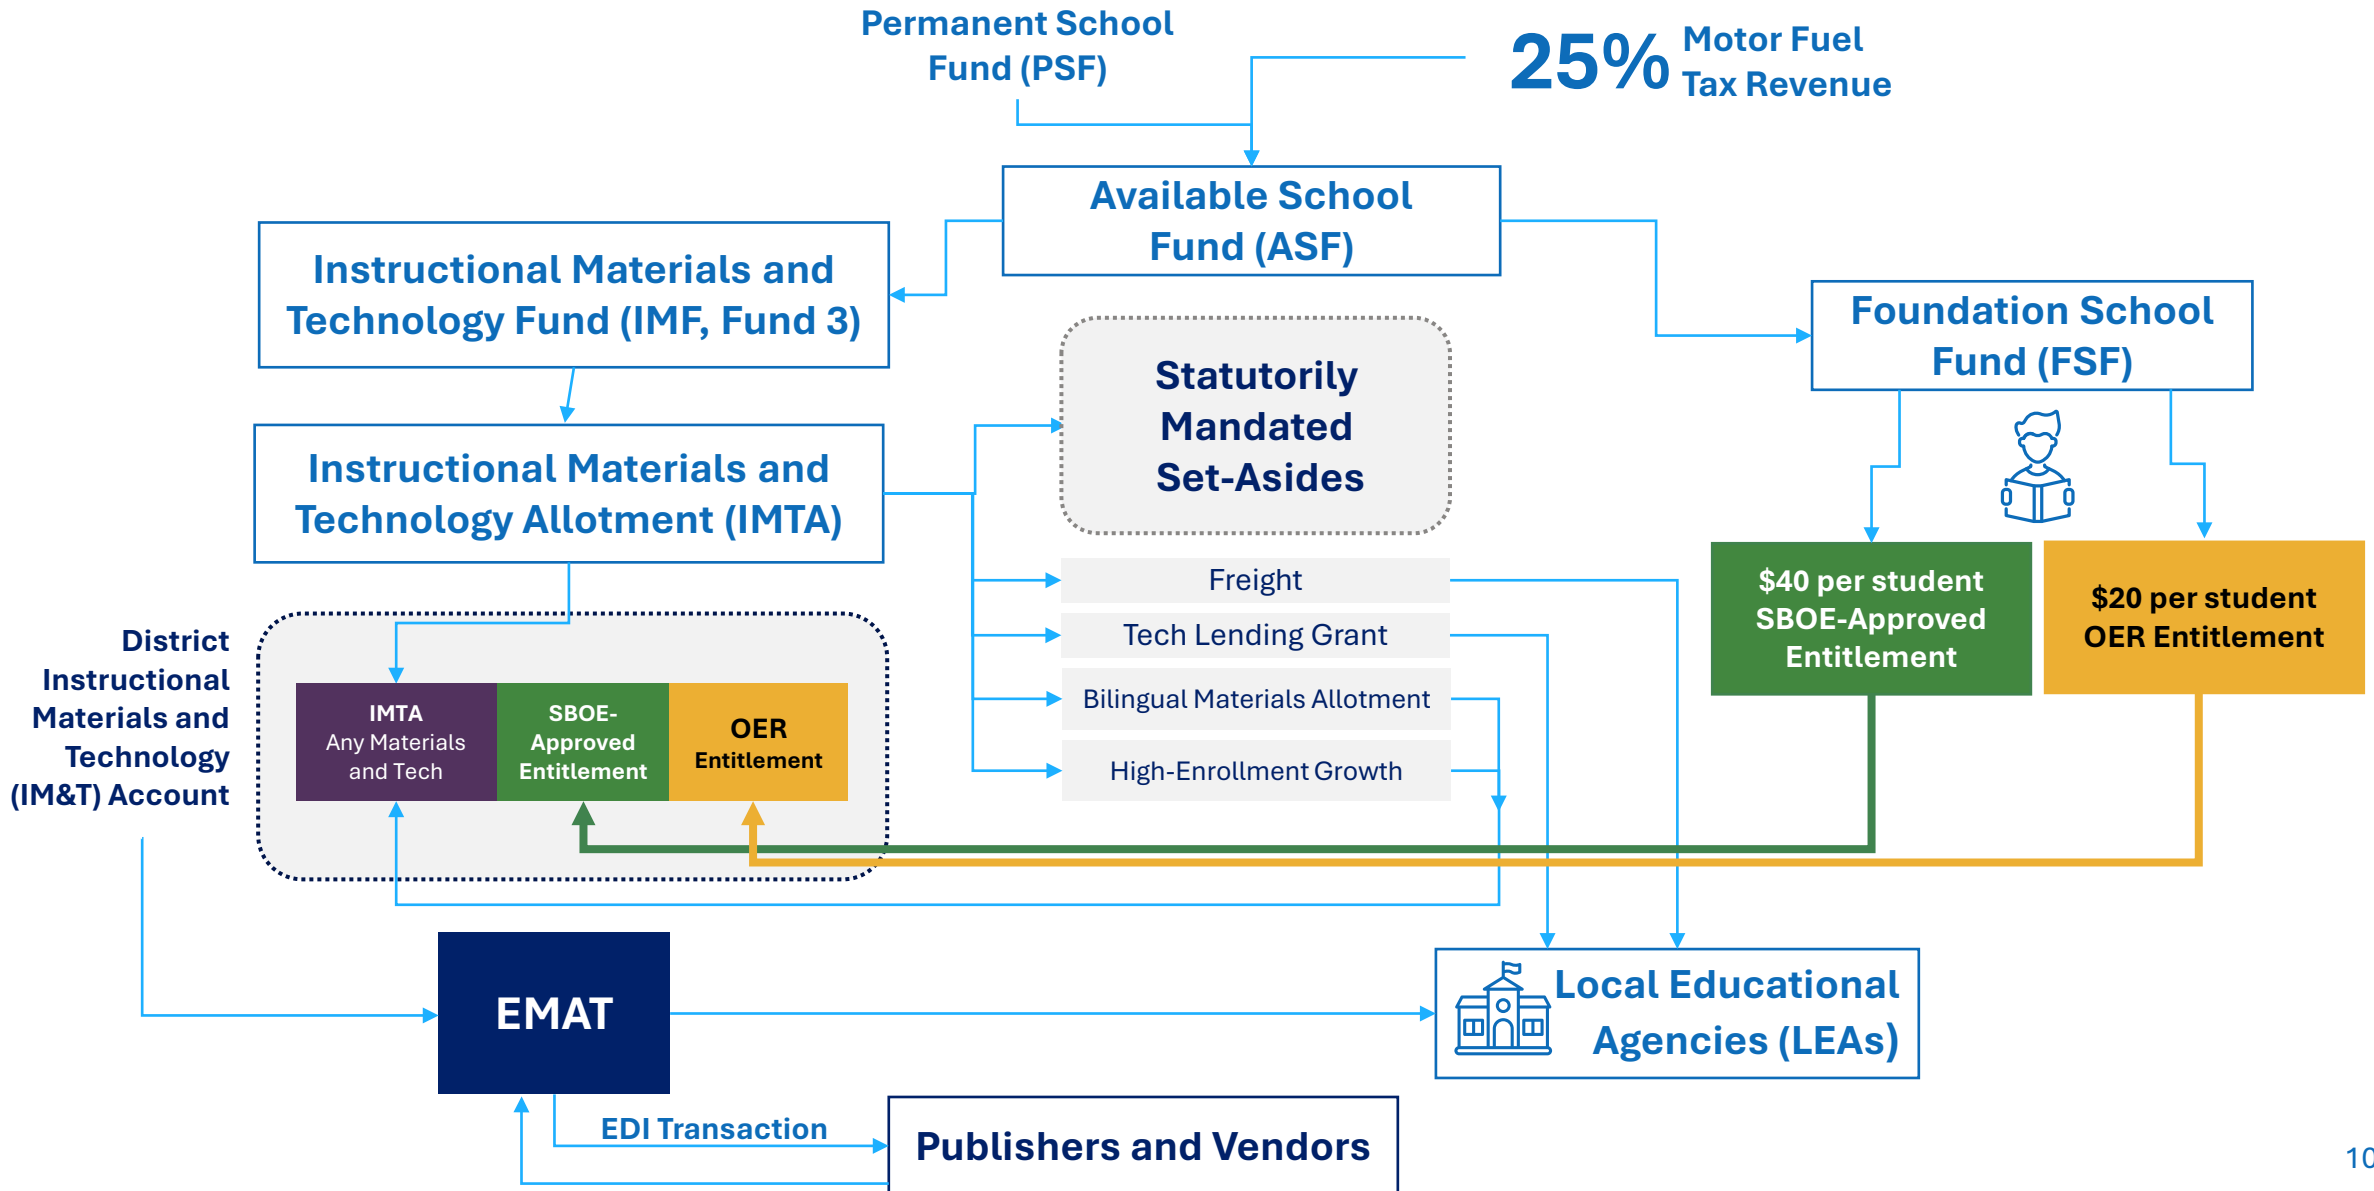 Permanent School
Fund (PSF)
25%
Motor Fuel
Tax Revenue
Available School
Fund (ASF)
Instructional Materials and
Technology Fund (IMF, Fund 3)
Foundation School
Fund (FSF)
Statutorily
Mandated
Set-Asides
Instructional Materials and
Technology Allotment (IMTA)
Freight
Tech Lending Grant
Bilingual Materials Allotment
High-Enrollment Growth
$40 per student
SBOE-Approved
Entitlement
$20 per student
OER Entitlement
District
Instructional
Materials and
Technology
(IM&T) Account
IMTA
Any Materials
and Tech
SBOE-
Approved
Entitlement
OER
Entitlement
EMAT
Local Educational
Agencies (LEAs)
EDI Transaction
Publishers and Vendors
10